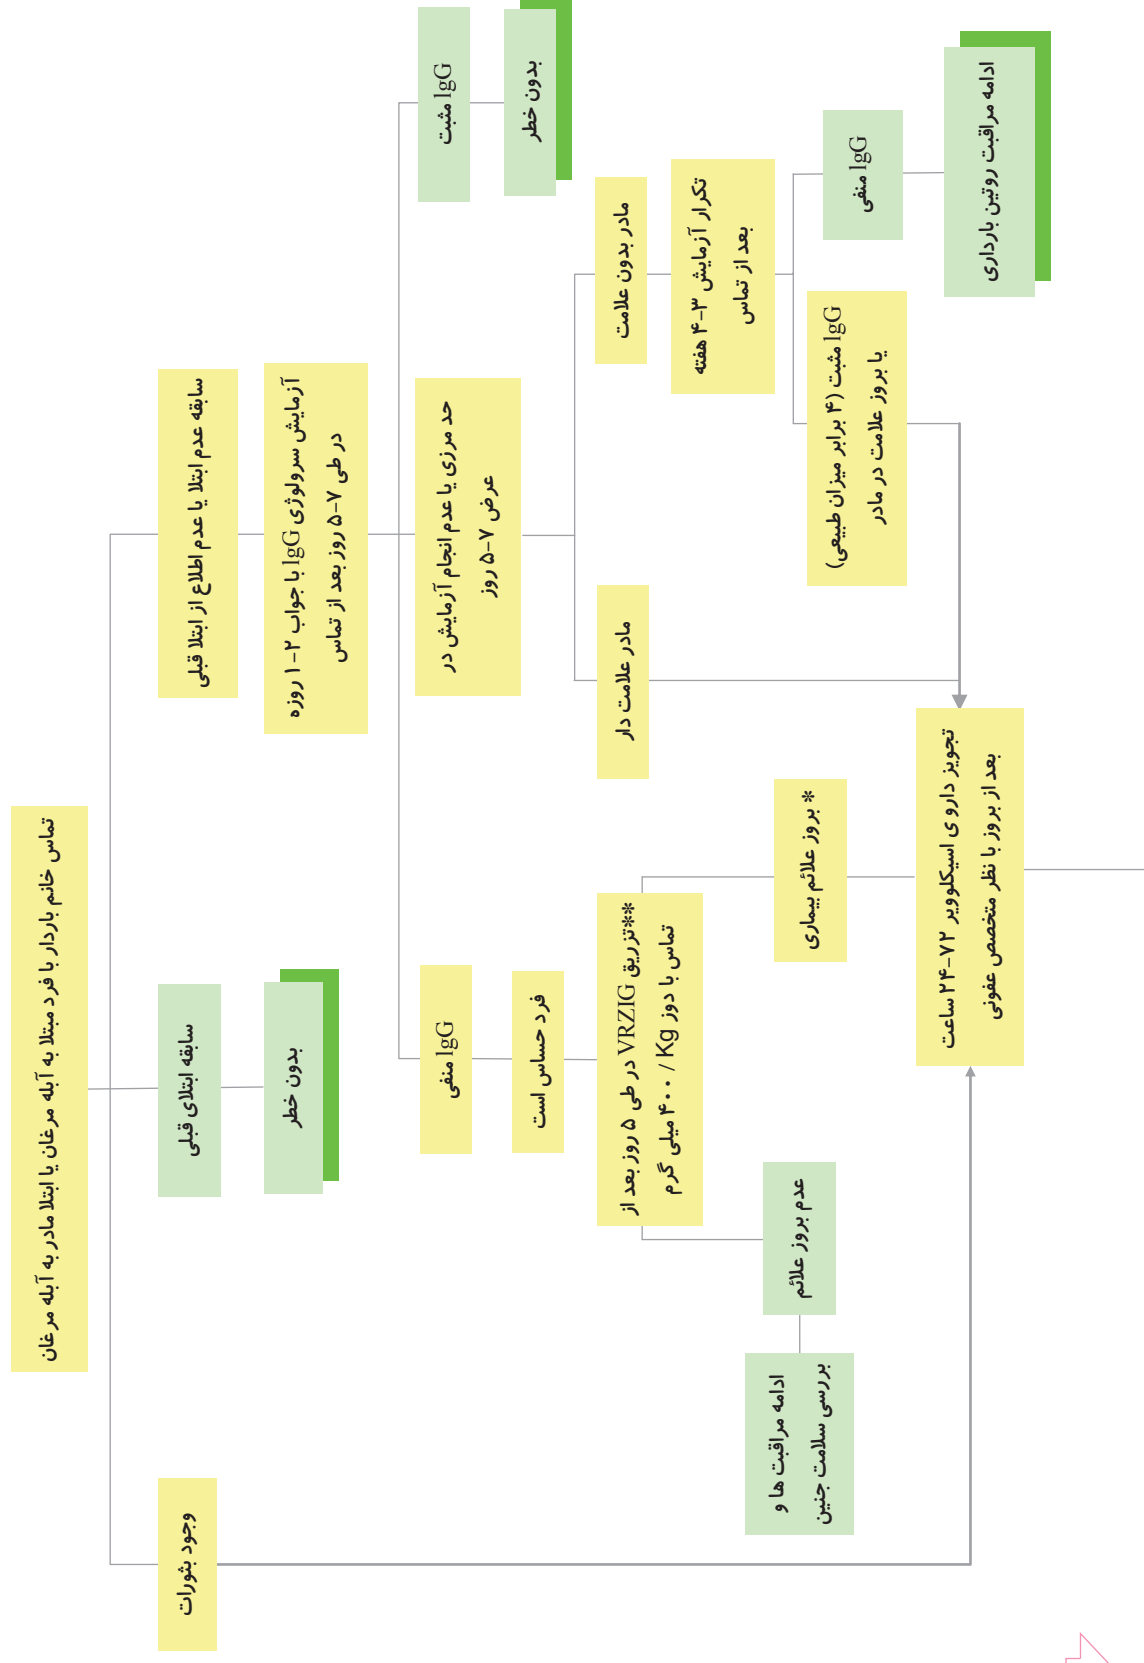 تماس خانم باردار با فرد مبتلا به آبله مرغان یا ابتلا مادر به آبله مرغان
سابقه عدم ابتلا یا عدم اطلاع از ابتلا قبلی
سابقه ابتلای قبلی
وجود بثورات
آزمایش سرولوژی IgG با جواب ۲-۱ روزه
در طی ۷-۵ روز بعد از تماس
بدون خطر
IgG مثبت
بدون خطر
حد مرزی یا عدم انجام آزمایش در
عرض ۷-۵ روز
IgG منفی
فرد حساس است
مادر بدون علامت
مادر علامت دار
**تزریق VRZIG در طی ۵ روز بعد از
تماس با دوز ۴۰۰ / Kg میلی گرم
تکرار آزمایش ۳-۴ هفته
بعد از تماس
* بروز علائم بیماری
عدم بروز علائم
IgG منفی
IgG مثبت (۴ برابر میزان طبیعی)
یا بروز علامت در مادر
ادامه مراقبت ها و
بررسی سلامت جنین
ادامه مراقبت روتین بارداری
تجویز دارو ی اسیکلوویر ۷۲-۲۴ ساعت
بعد از بروز با نظر متخصص عفونی